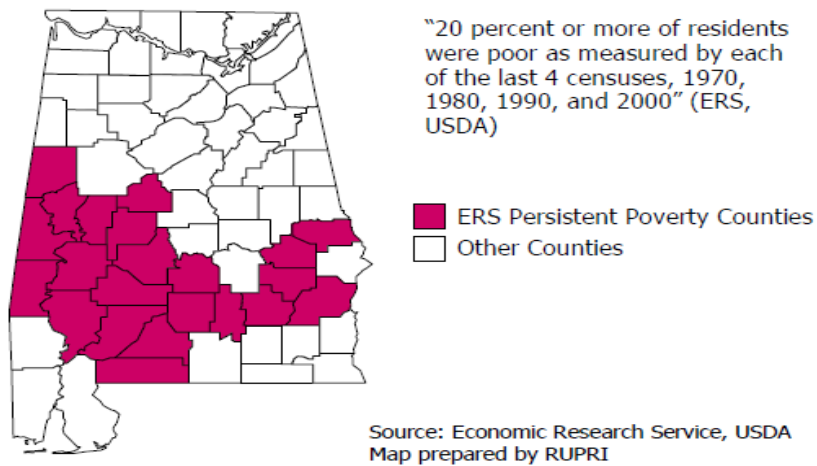 “20 percent or more of residents
were poor as measured by each
of the last 4 censuses, 1970,
1980, 1990, and 2000” (ERS,
USDA)
ERS Persistent Poverty Counties
Other Counties
Source: Economic Research Service, USDA
Map prepared by RUPRI